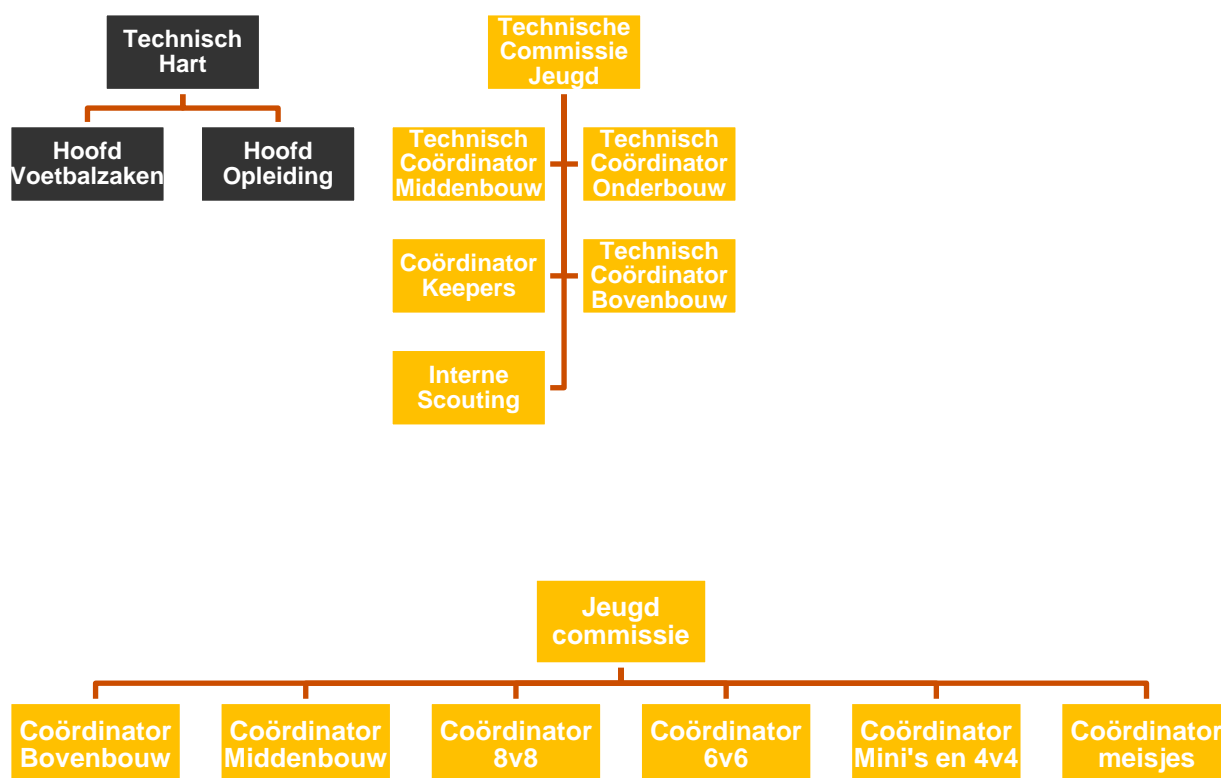 Technisch
Hart
Hoofd
Voetbalzaken
Hoofd
Opleiding
Technische
Commissie
Jeugd
Technisch
Coördinator
Middenbouw
Technisch
Coördinator
Onderbouw
Coördinator
Keepers
Technisch
Coördinator
Bovenbouw
Interne
Scouting
Jeugd
commissie
Coördinator
Bovenbouw
Coördinator
Middenbouw
Coördinator
8v8
Coördinator
6v6
Coördinator
Mini's en 4v4
Coördinator
meisjes